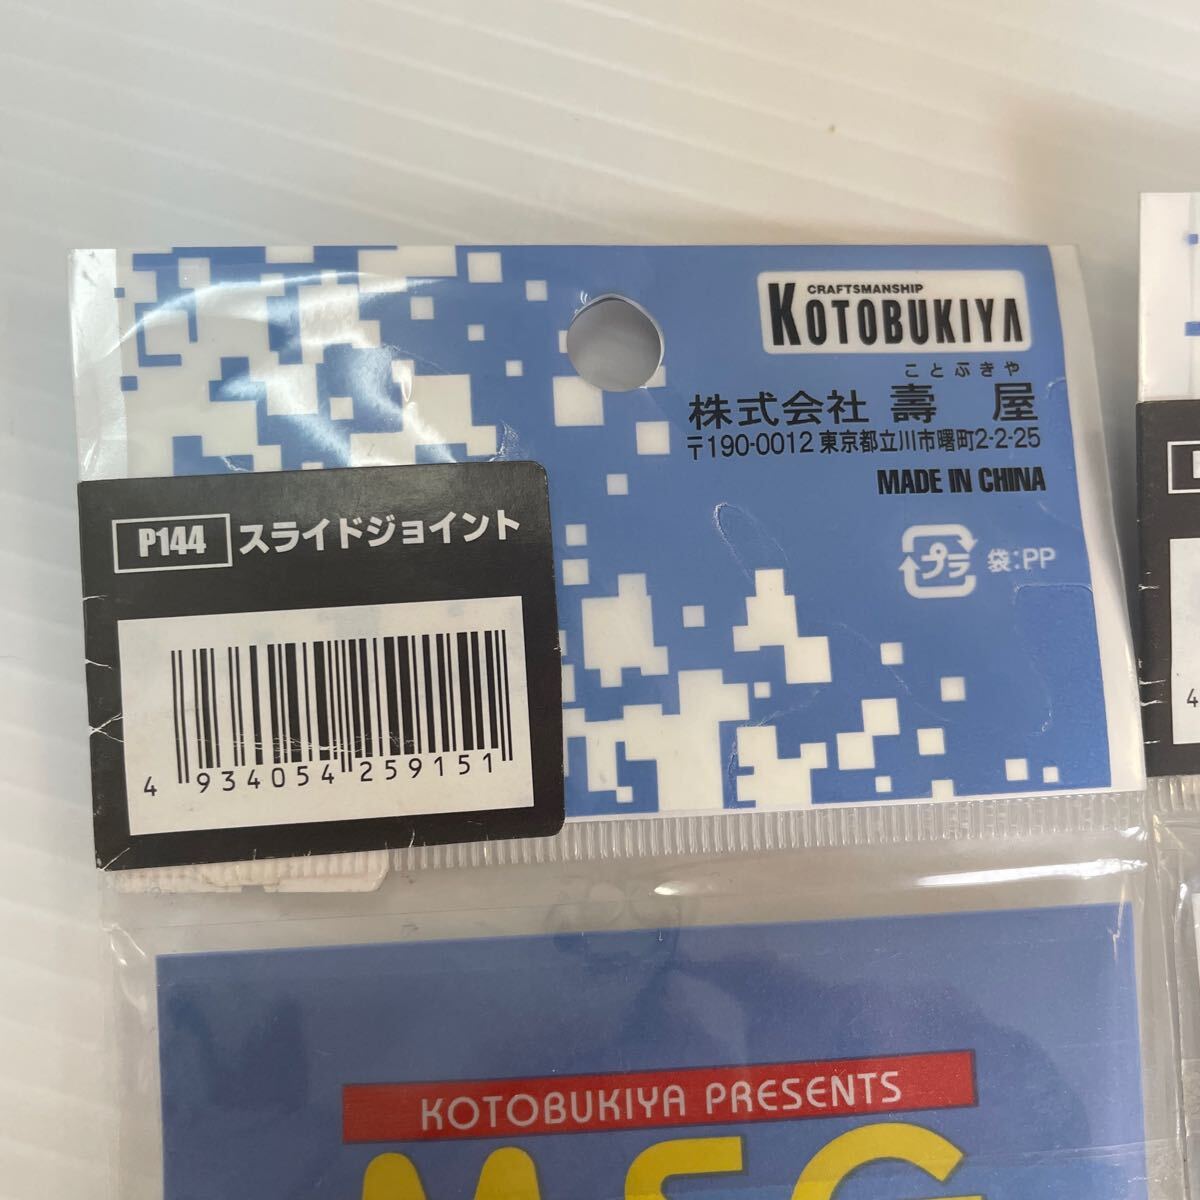 CRAFTSMANSHIP
KOTOBUKIYA
ことぶきや
株式会社 壽 屋
〒190-0012 東京都立川市曙町2-2-25
MADE IN CHINA
プラ 袋:PP
P144 スライドジョイント
4 934054 259151
KOTOBUKIYA PRESENTS
M.S.G
4